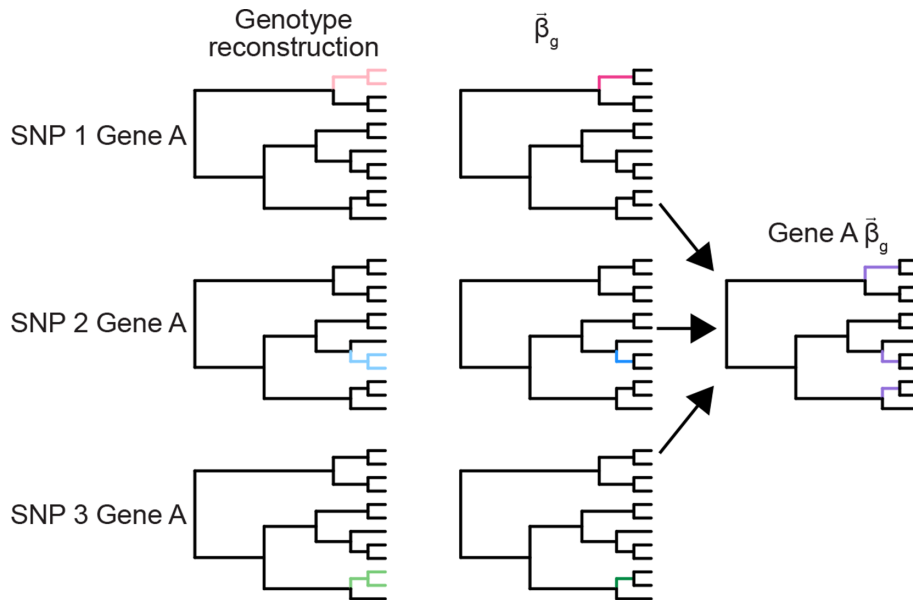 Genotype
reconstruction
β⃗g
SNP 1 Gene A
Gene A β⃗g
SNP 2 Gene A
SNP 3 Gene A